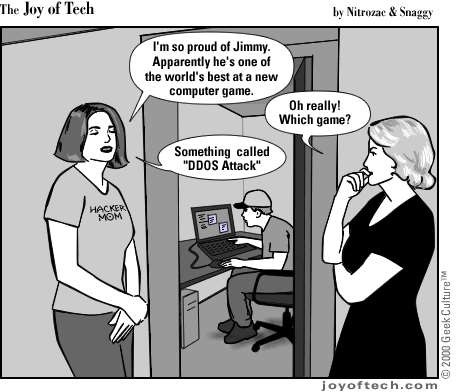 The Joy of Tech
by Nitrozac & Snaggy
I'm so proud of Jimmy.
Apparently he's one of
the world's best at a new
computer game.
Oh really!
Which game?
Something called
"DDOS Attack"
HACKER
MOM
© 2000 Geek Culture™
joyoftech.com